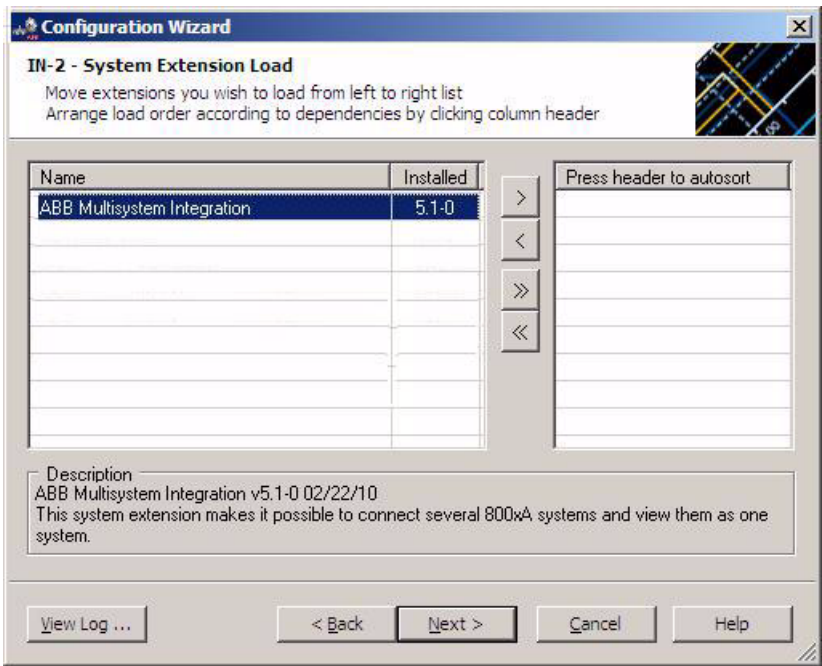 Configuration Wizard
IN-2 - System Extension Load
Move extensions you wish to load from left to right list
Arrange load order according to dependencies by clicking column header
Name Installed Press header to autosort
ABB Multisystem Integration 5.1-0
>
<
>>
<<
Description
ABB Multisystem Integration v5.1-0 02/22/10
This system extension makes it possible to connect several 800xA systems and view them as one
system.
View Log ... < Back Next > Cancel Help